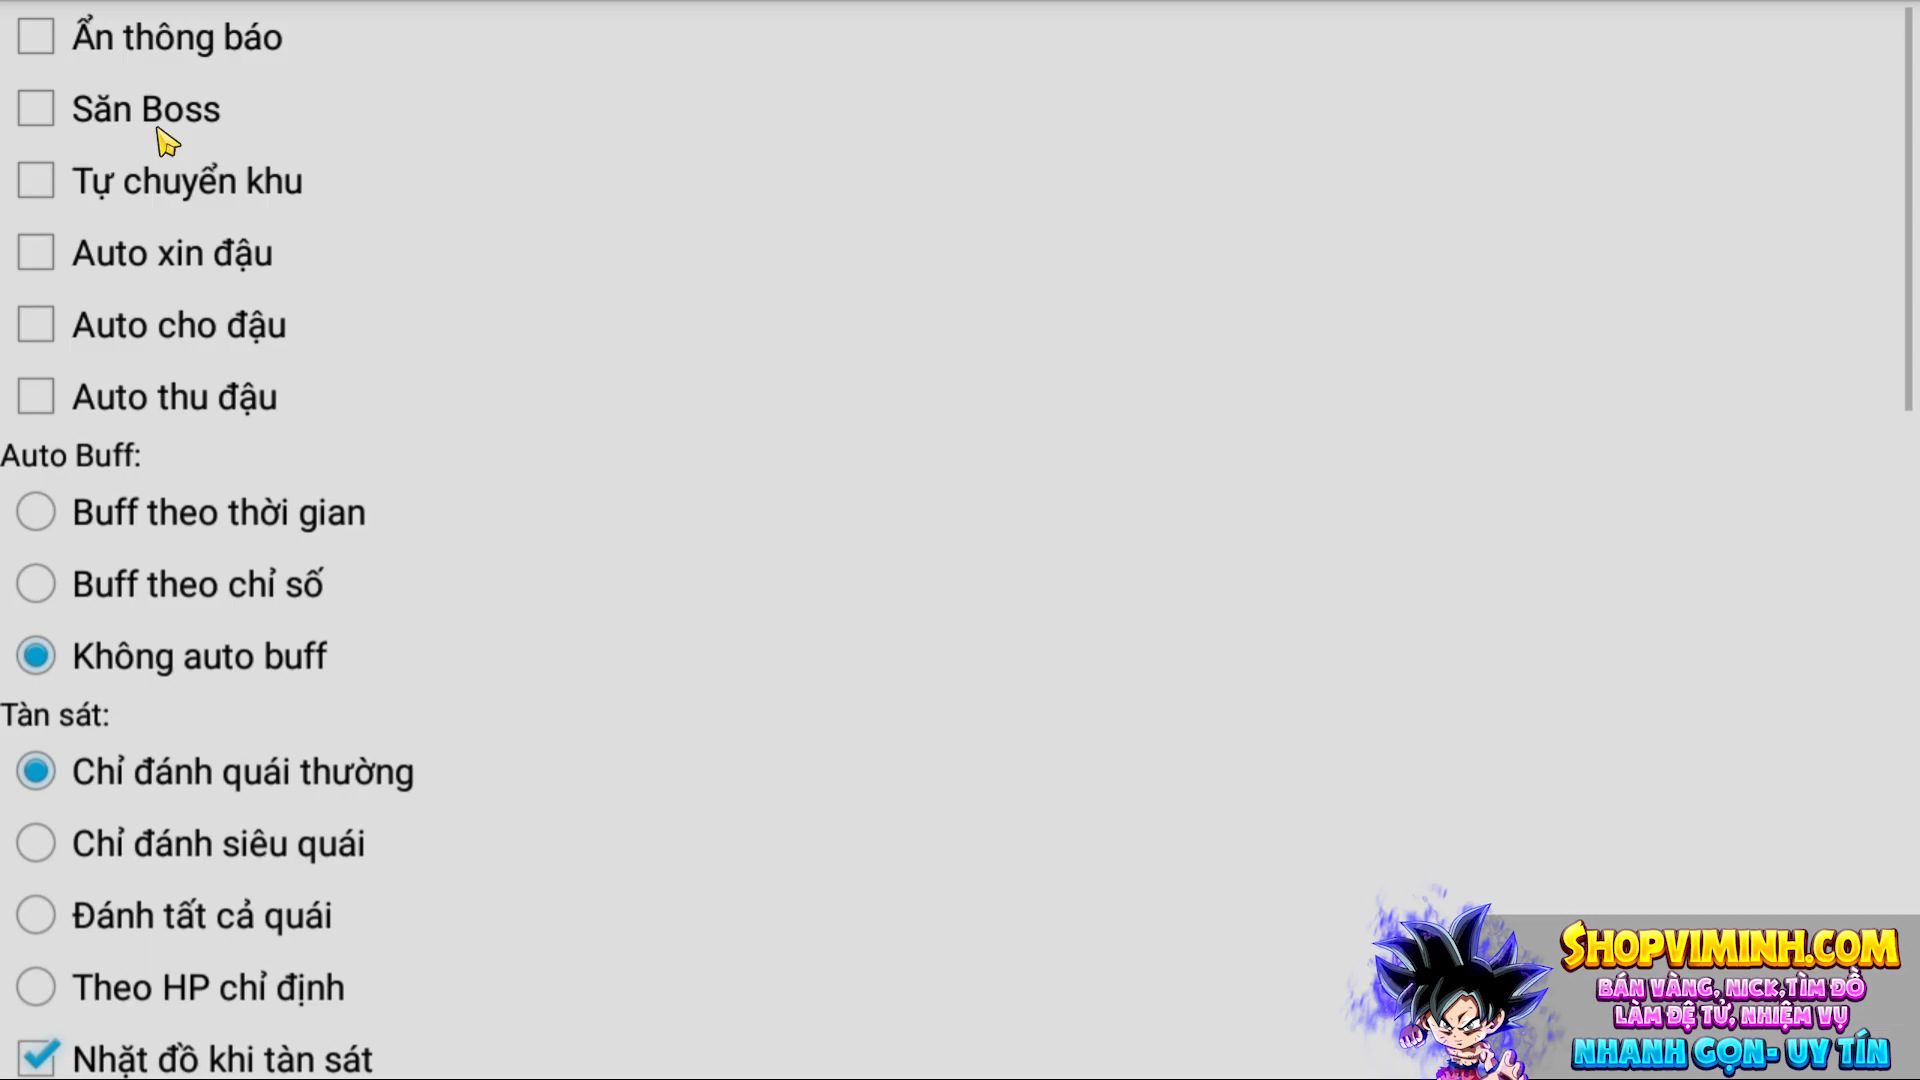 Ẩn thông báo
Săn Boss
Tự chuyển khu
Auto xin đậu
Auto cho đậu
Auto thu đậu
Auto Buff:
Buff theo thời gian
Buff theo chỉ số
Không auto buff
Tàn sát:
Chỉ đánh quái thường
Chỉ đánh siêu quái
Đánh tất cả quái
Theo HP chỉ định
Nhặt đồ khi tàn sát
SHOPVIMINH.COM
BÁN VÀNG, NICK,TÌM ĐỒ
LÀM ĐỆ TỬ, NHIỆM VỤ
NHANH GỌN- UY TÍN